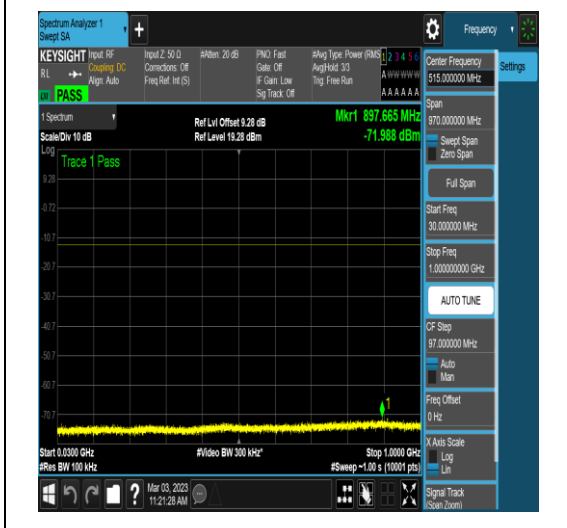 Spectrum Analyzer 1
Swept SA
+
Frequency
KEYSIGHT
RL
Input: RF
Coupling: DC
Align: Auto
Input Z: 50 Ω
Corrections: Off
Freq Ref: Int (S)
#Atten: 20 dB
PNO: Fast
Gate: Off
IF Gain: Low
Sig Track: Off
#Avg Type: Power (RMS
Avg|Hold: 3/3
Trig: Free Run
1 2 3 4 5 6
A W W W W W
A A A A A A
PASS
1 Spectrum
Scale/Div 10 dB
Log
Ref Lvl Offset 9.28 dB
Ref Level 19.28 dBm
Mkr1 897.665 MHz
-71.988 dBm
Trace 1 Pass
9.28
-0.72
-10.7
-20.7
-30.7
-40.7
-50.7
-60.7
-70.7
1
Start 0.0300 GHz
#Res BW 100 kHz
#Video BW 300 kHz*
Stop 1.0000 GHz
#Sweep ~1.00 s (10001 pts)
?
Mar 03, 2023
11:21:28 AM
Center Frequency
515.000000 MHz
Span
970.000000 MHz
Swept Span
Zero Span
Full Span
Start Freq
30.000000 MHz
Stop Freq
1.000000000 GHz
AUTO TUNE
CF Step
97.000000 MHz
Auto
Man
Freq Offset
0 Hz
X Axis Scale
Log
Lin
Signal Track
(Span Zoom)
Settings